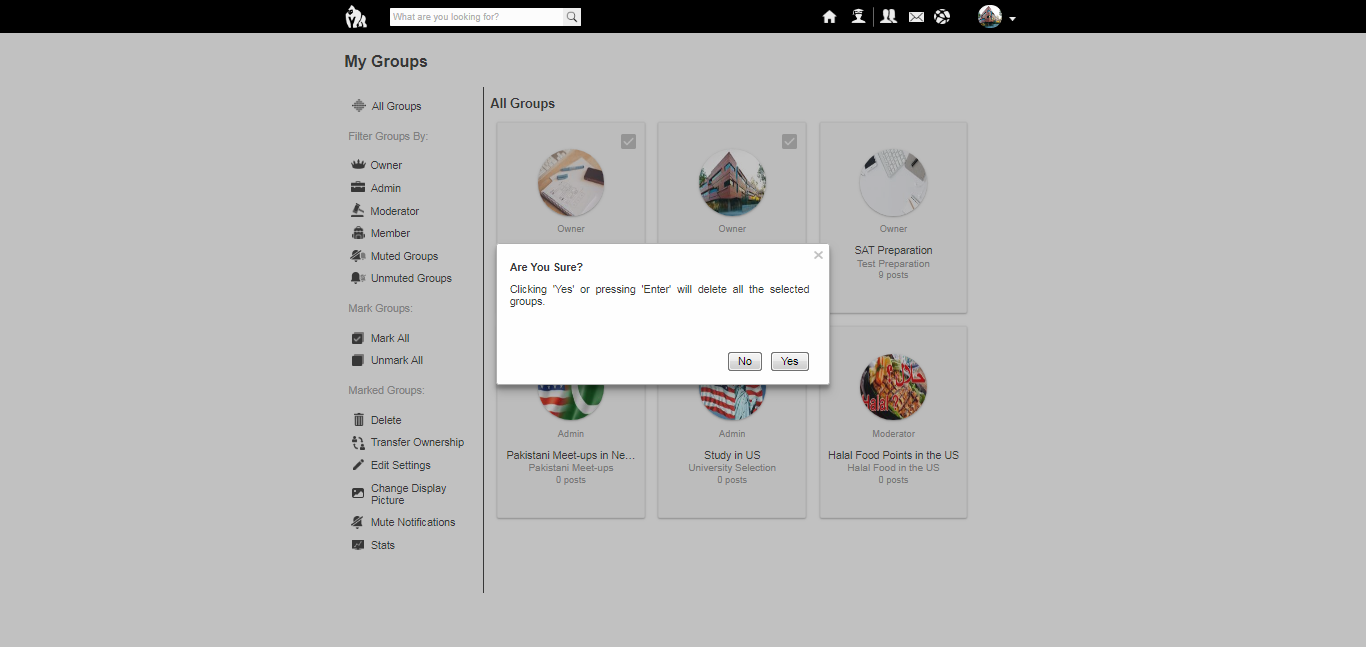 What are you looking for?
My Groups
All Groups
Filter Groups By:
Owner
Admin
Moderator
Member
Muted Groups
Unmuted Groups
Mark Groups:
Mark All
Unmark All
Marked Groups:
Delete
Transfer Ownership
Edit Settings
Change Display
Picture
Mute Notifications
Stats
All Groups
Owner
Owner
Owner
SAT Preparation
Test Preparation
9 posts
Are You Sure?
Clicking 'Yes' or pressing 'Enter' will delete all the selected
groups.
No
Yes
Admin
Pakistani Meet-ups in Ne...
Pakistani Meet-ups
0 posts
Admin
Study in US
University Selection
0 posts
حلال
Halal
Moderator
Halal Food Points in the US
Halal Food in the US
0 posts